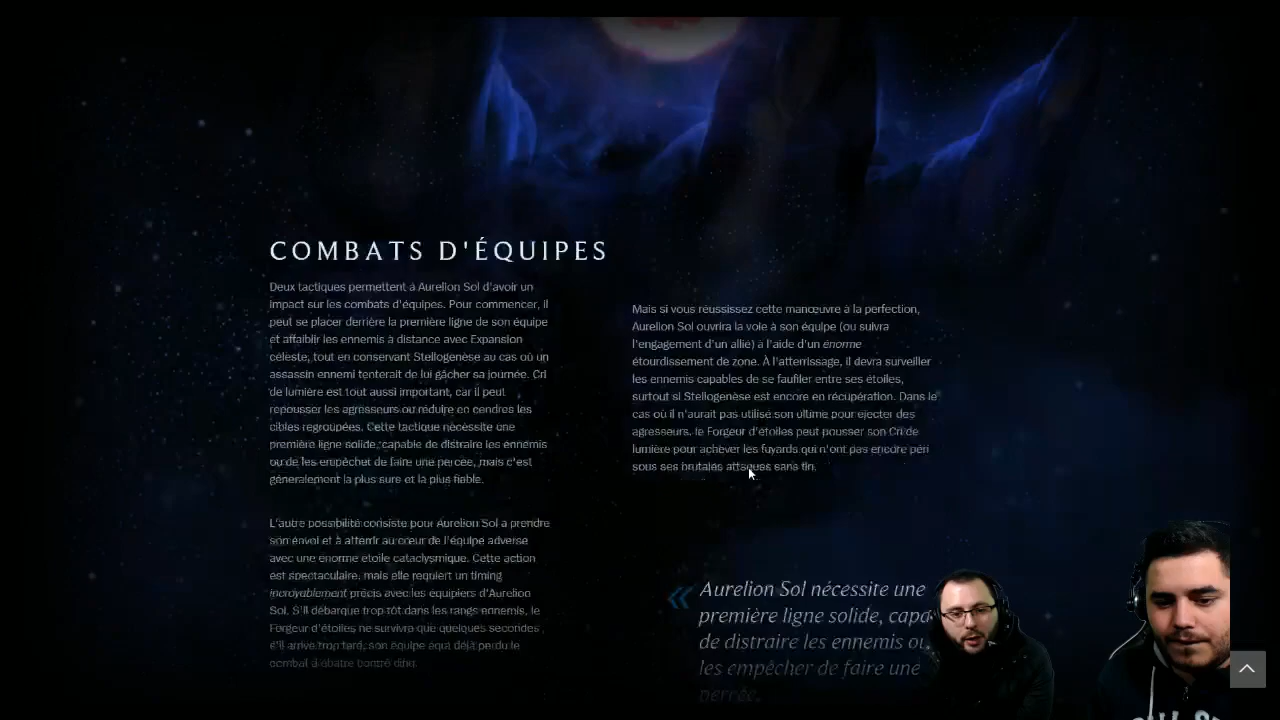 COMBATS D'ÉQUIPES
Deux tactiques permettent à Aurelion Sol d'avoir un
impact sur les combats d'équipes. Pour commencer, il
peut se placer derrière la première ligne de son équipe
et affaiblir les ennemis à distance avec Expansion
céleste, tout en conservant Stellogenèse au cas où un
assassin ennemi tenterait de lui gâcher sa journée. Cri
de lumière est tout aussi important, car il peut
repousser les agresseurs ou réduire en cendres les
cibles regroupées. Cette tactique nécessite une
première ligne solide, capable de distraire les ennemis
ou de les empêcher de faire une percée, mais c'est
généralement la plus sûre et la plus fiable.
L'autre possibilité consiste pour Aurelion Sol à prendre
son envol et à atterrir au cœur de l'équipe adverse
avec une énorme étoile cataclysmique. Cette action
est spectaculaire, mais elle requiert un timing
incroyablement précis avec les équipiers d'Aurelion
Sol. S'il débarque trop tôt dans les rangs ennemis, le
Forgeur d'étoiles ne survivra que quelques secondes
s'il arrive trop tard, son équipe aura déjà perdu le
combat à quatre contre cinq.
Mais si vous réussissez cette manœuvre à la perfection,
Aurelion Sol ouvrira la voie à son équipe (ou suivra
l'engagement d'un allié) à l'aide d'un énorme
étourdissement de zone. À l'atterrissage, il devra surveiller
les ennemis capables de se faufiler entre ses étoiles,
surtout si Stellogenèse est encore en récupération. Dans le
cas où il n'aurait pas utilisé son ultime pour éjecter des
agresseurs, le Forgeur d'étoiles peut pousser son Cri de
lumière pour achever les fuyards qui n'ont pas encore péri
sous ses brutales attaques sans fin.
« Aurelion Sol nécessite une
première ligne solide, capa
de distraire les ennemis ou
les empêcher de faire une
percée.